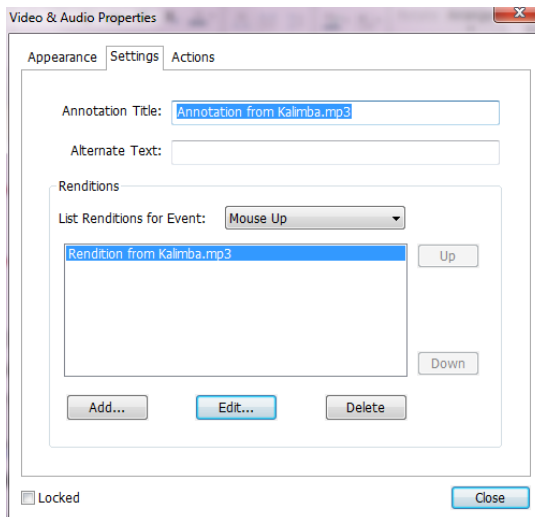 Video & Audio Properties
Appearance Settings Actions
Annotation Title: Annotation from Kalimba.mp3
Alternate Text:
Renditions
List Renditions for Event: Mouse Up
Rendition from Kalimba.mp3
Up
Down
Add... Edit... Delete
Locked Close